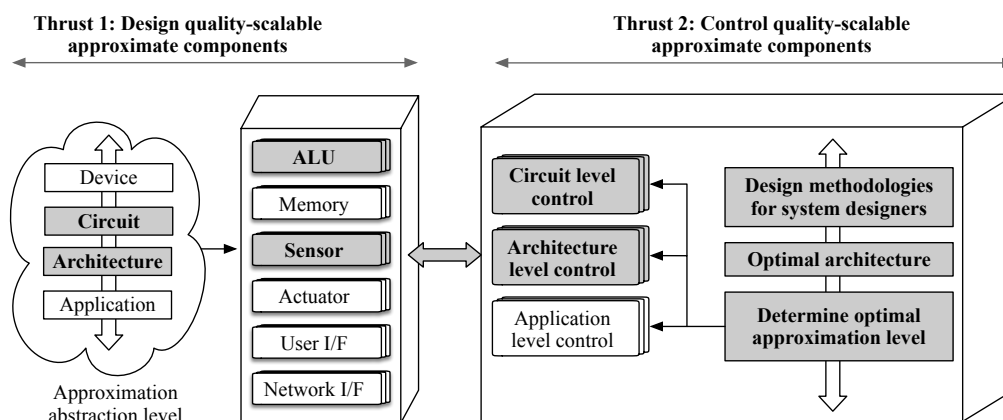 Thrust 1: Design quality-scalable
approximate components
Thrust 2: Control quality-scalable
approximate components
Device
Circuit
Architecture
Application
Approximation
abstraction level
ALU
Memory
Sensor
Actuator
User I/F
Network I/F
Circuit level
control
Architecture
level control
Application
level control
Design methodologies
for system designers
Optimal architecture
Determine optimal
approximation level